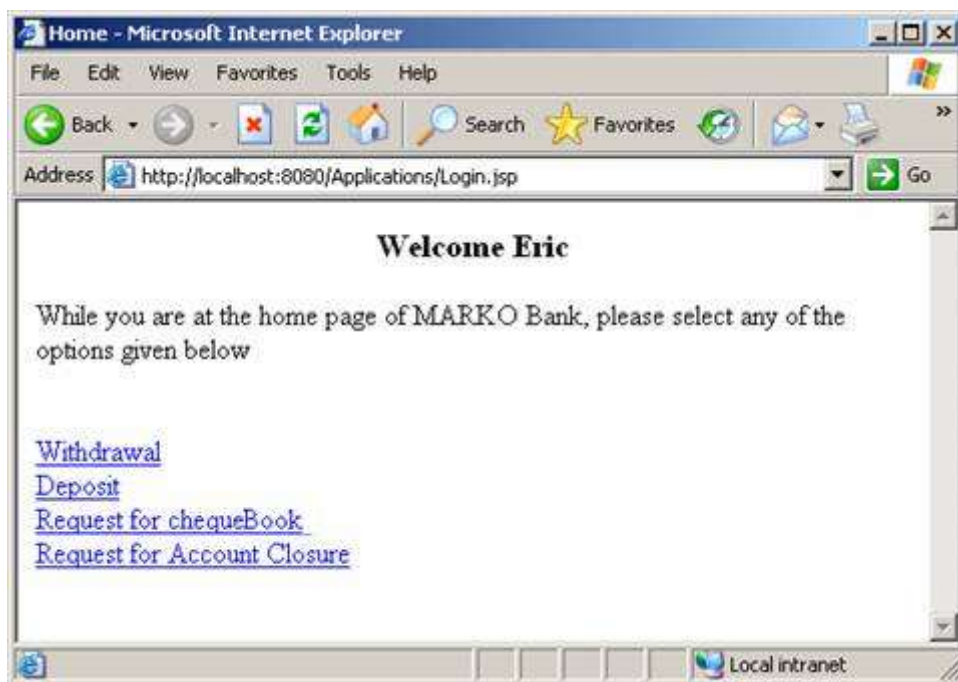 Home - Microsoft Internet Explorer
File Edit View Favorites Tools Help
Back Search Favorites »
Address http://localhost:8080/Applications/Login.jsp Go
Welcome Eric
While you are at the home page of MARKO Bank, please select any of the
options given below
Withdrawal
Deposit
Request for chequeBook
Request for Account Closure
Local intranet